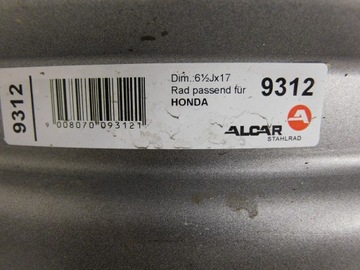 9312
9 008070 093121
Dim.:6½Jx17
Rad passend für
HONDA
9312
ALCAR
STAHLRAD